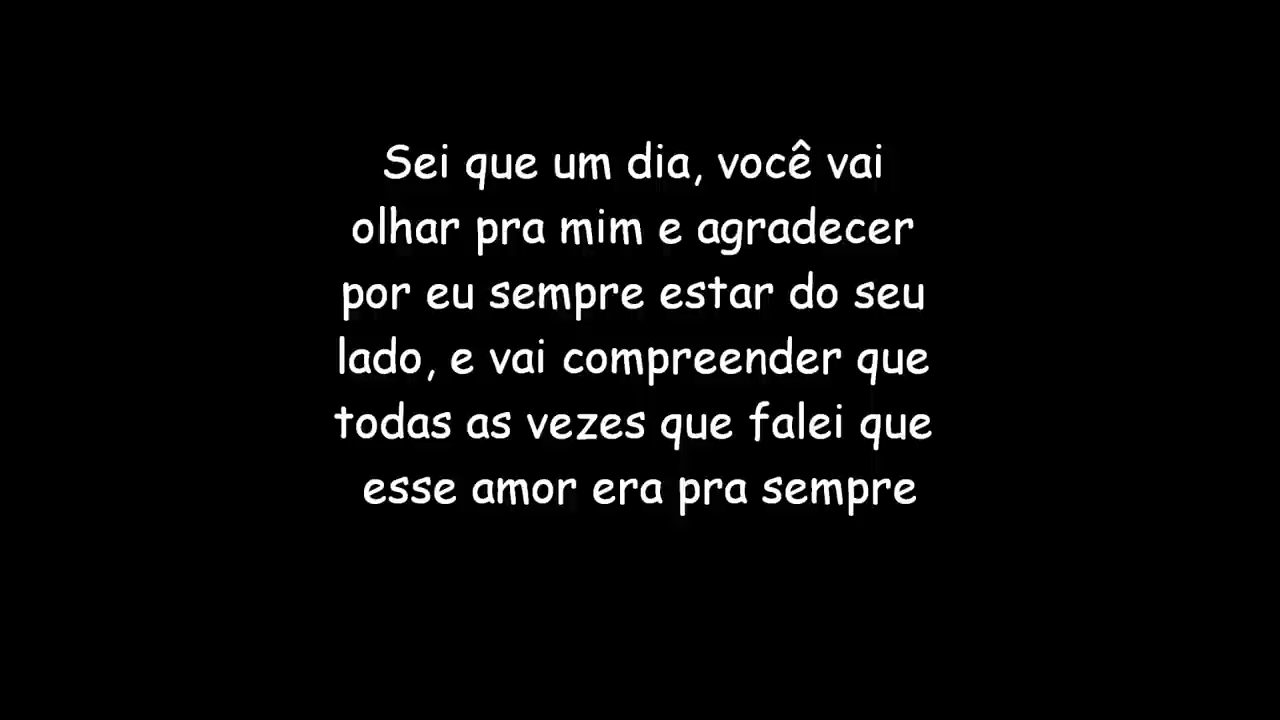 Sei que um dia, você vai
olhar pra mim e agradecer
por eu sempre estar do seu
lado, e vai compreender que
todas as vezes que falei que
esse amor era pra sempre